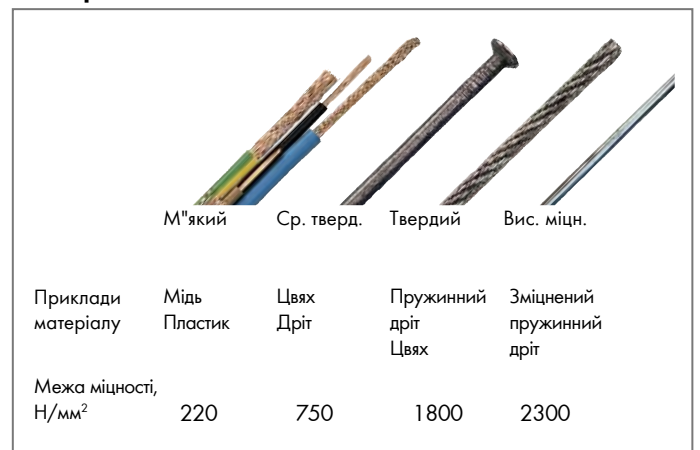 М"який Ср. тверд. Твердий Вис. міцн.
Приклади Мідь Цвях Пружинний Зміцнений
матеріалу Пластик Дріт дріт пружинний
Цвях дріт
Межа міцності,
Н/мм² 220 750 1800 2300